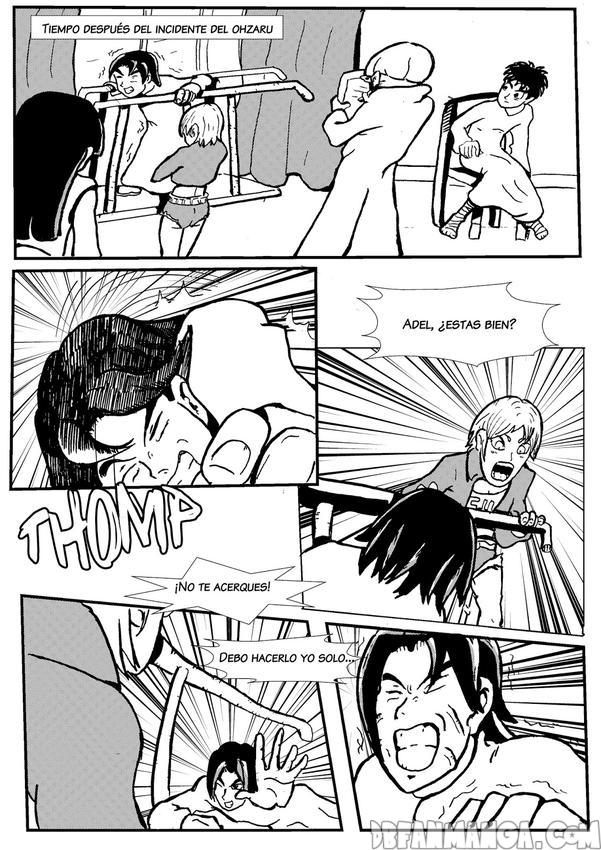 Tiempo después del incidente del ohzaru
Adel, ¿estas bien?
THOMP
¡No te acerques!
Debo hacerlo yo solo...
DBFANMANGA.COM